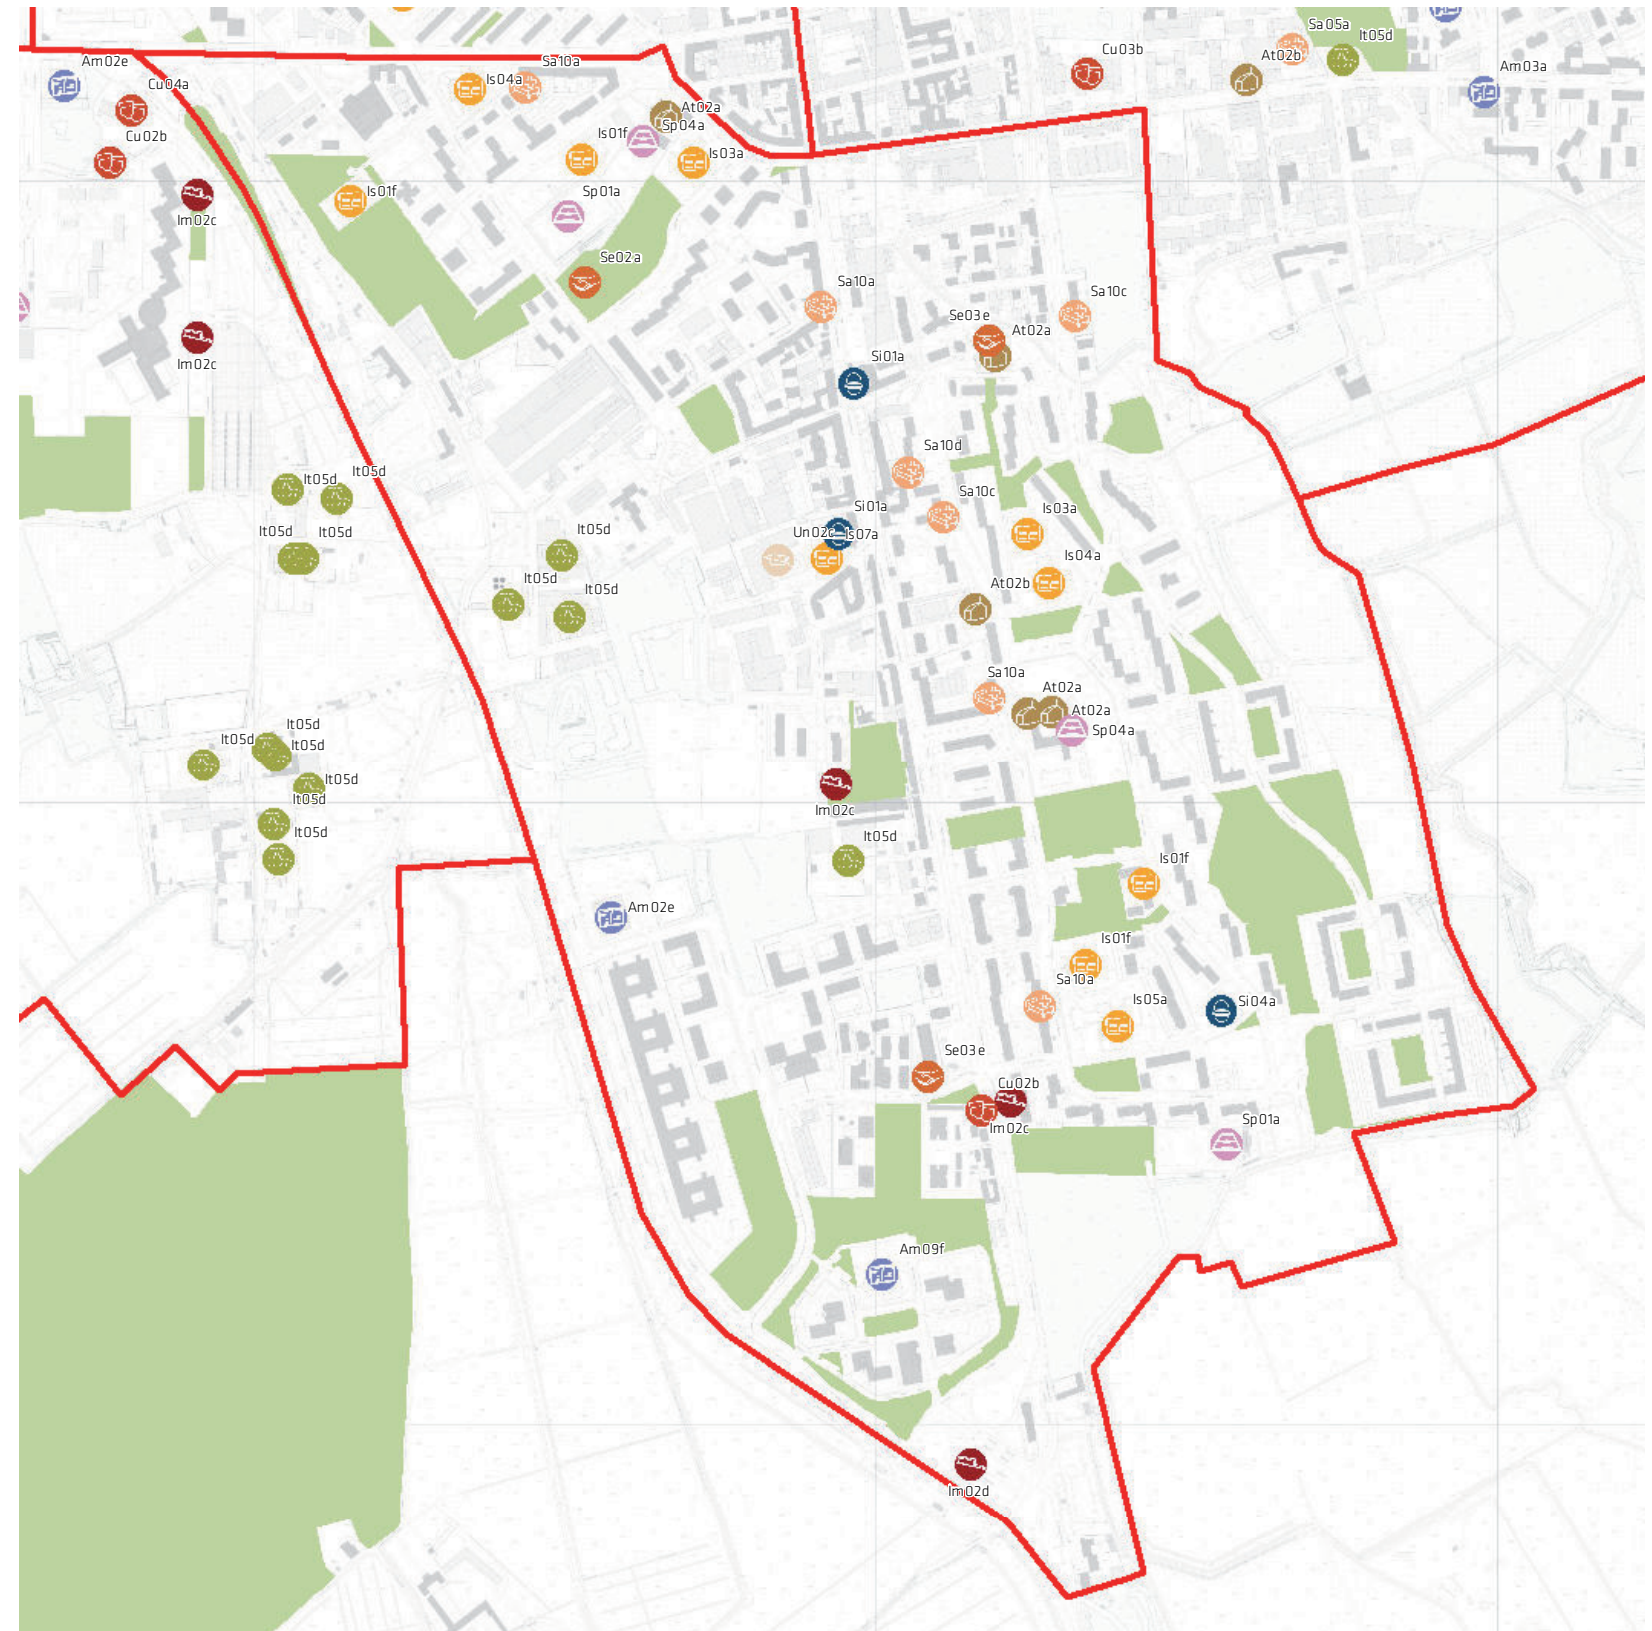 Am02e
Cu04a
Cu02b
Im02c
Im02c
Is04a
Sa10a
At02a
Sp04a
Is01f
Is03a
Is01f
Sp01a
Se02a
Cu03b
Sa05a
It05d
At02b
Am03a
Sa10a
Sa10c
Se03e
At02a
Si01a
Sa10d
Sa10c
Si01a
Un02c
Is07a
Is03a
Is04a
At02b
It05d
It05d
It05d
It05d
It05d
It05d
It05d
Sa10a
At02a
At02a
Sp04a
It05d
It05d
It05d
It05d
It05d
It05d
Im02c
It05d
Is01f
Am02e
Is01f
Sa10a
Is05a
Si04a
Se03e
Cu02b
Im02c
Sp01a
Am09f
Im02d